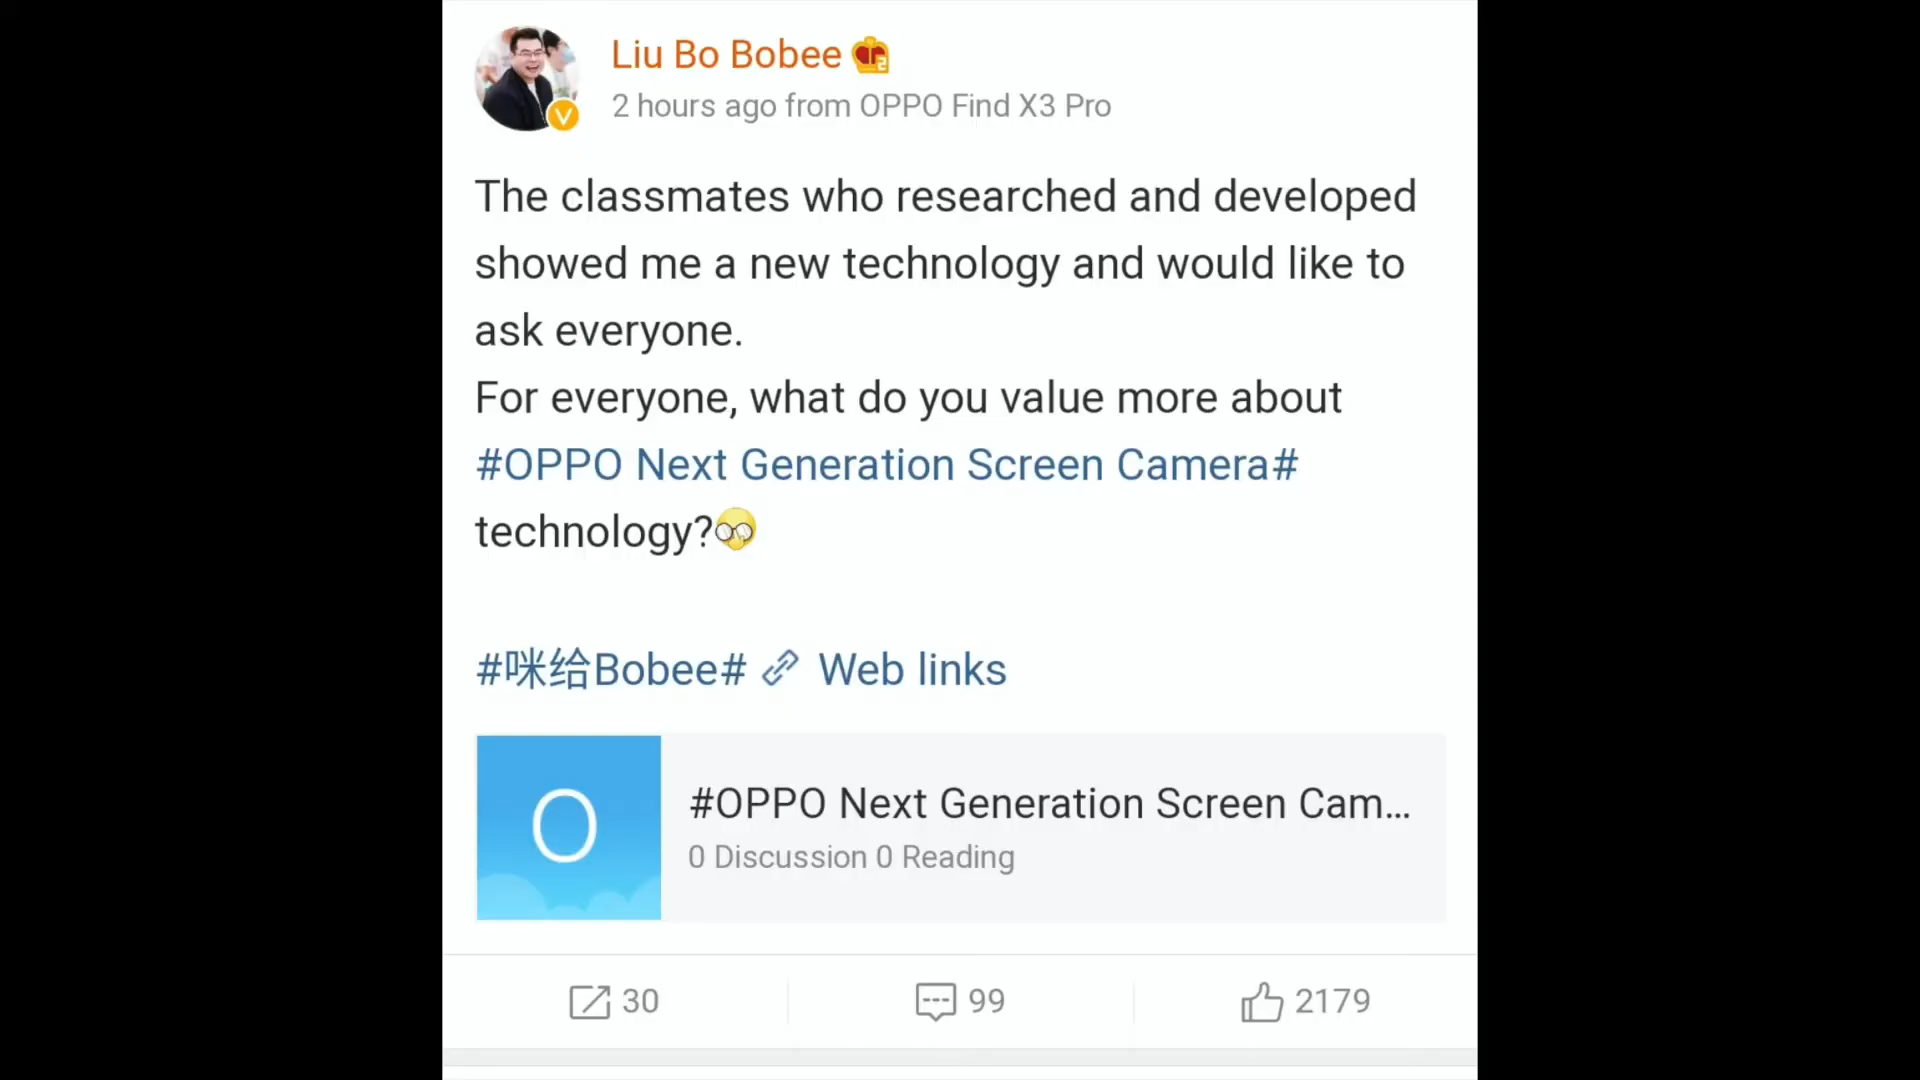 Liu Bo Bobee
2 hours ago from OPPO Find X3 Pro
The classmates who researched and developed
showed me a new technology and would like to
ask everyone.
For everyone, what do you value more about
#OPPO Next Generation Screen Camera#
technology?
#咪给Bobee# Web links
O
#OPPO Next Generation Screen Cam...
0 Discussion 0 Reading
30
99
2179